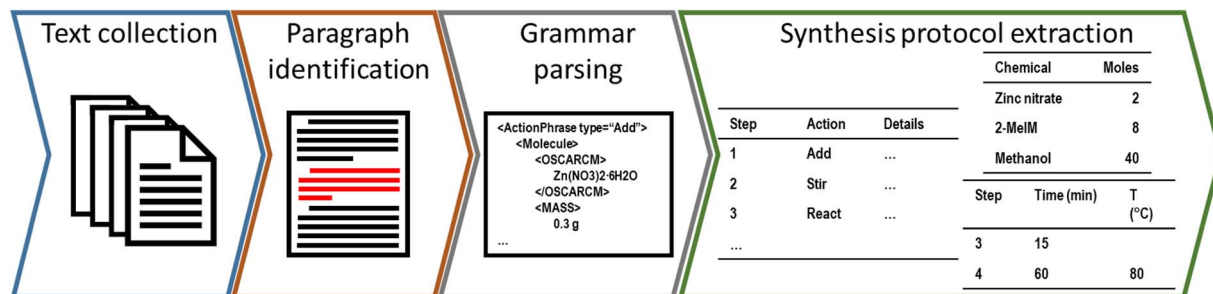 Text collection
Paragraph
identification
Grammar
parsing
<ActionPhrase type=“Add”>
<Molecule>
<OSCARCM>
Zn(NO3)2·6H2O
</OSCARCM>
<MASS>
0.3 g
...
Synthesis protocol extraction
Step Action Details
1 Add ...
2 Stir ...
3 React ...
...
Chemical Moles
Zinc nitrate 2
2-MeIM 8
Methanol 40
Step Time (min) T
(°C)
3 15
4 60 80